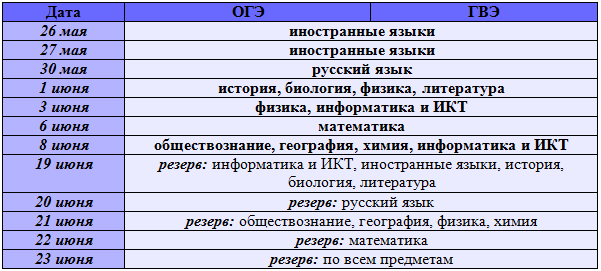 Дата ОГЭ ГВЭ
26 мая иностранные языки
27 мая иностранные языки
30 мая русский язык
1 июня история, биология, физика, литература
3 июня физика, информатика и ИКТ
6 июня математика
8 июня обществознание, география, химия, информатика и ИКТ
19 июня резерв: информатика и ИКТ, иностранные языки, история,
биология, литература
20 июня резерв: русский язык
21 июня резерв: обществознание, география, физика, химия
22 июня резерв: математика
23 июня резерв: по всем предметам